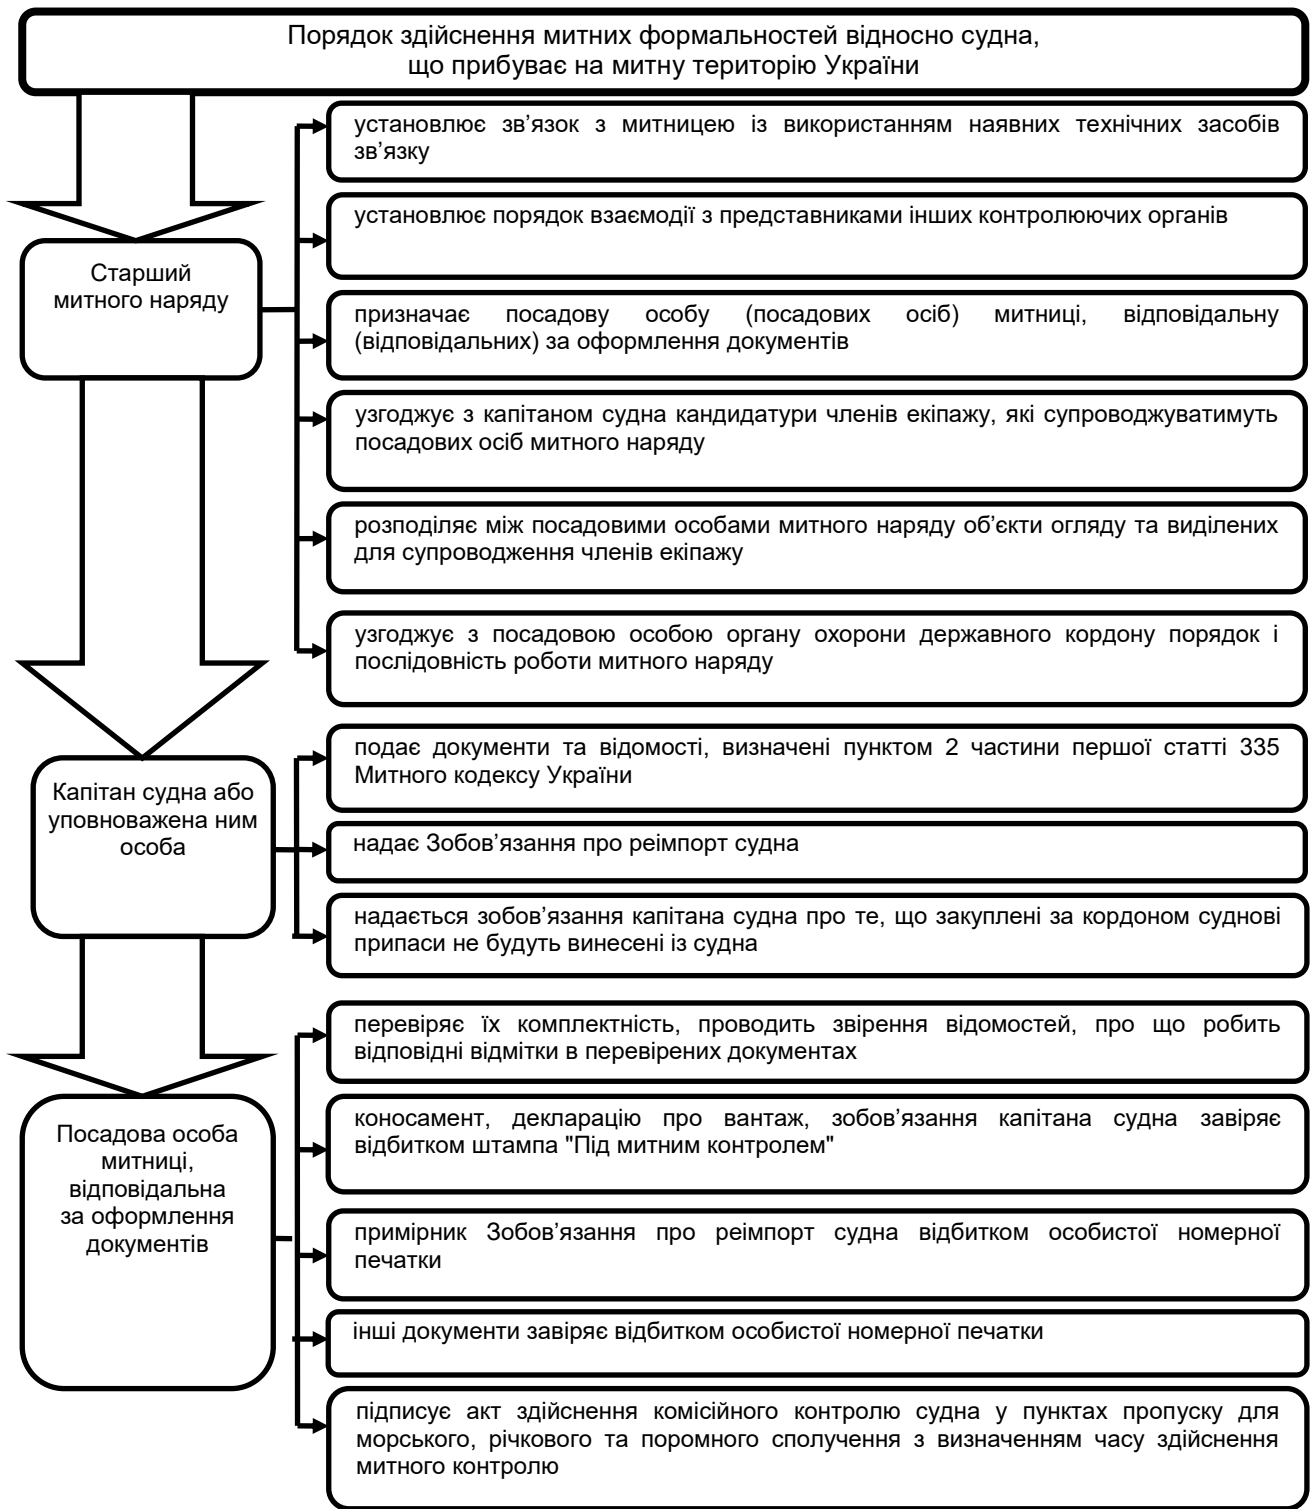 Порядок здійснення митних формальностей відносно судна,
що прибуває на митну територію України
установлює зв’язок з митницею із використанням наявних технічних засобів
зв’язку
установлює порядок взаємодії з представниками інших контролюючих органів
Старший
митного наряду
призначає посадову особу (посадових осіб) митниці, відповідальну
(відповідальних) за оформлення документів
узгоджує з капітаном судна кандидатури членів екіпажу, які супроводжуватимуть
посадових осіб митного наряду
розподіляє між посадовими особами митного наряду об’єкти огляду та виділених
для супроводження членів екіпажу
узгоджує з посадовою особою органу охорони державного кордону порядок і
послідовність роботи митного наряду
Капітан судна або
уповноважена ним
особа
подає документи та відомості, визначені пунктом 2 частини першої статті 335
Митного кодексу України
надає Зобов’язання про реімпорт судна
надається зобов’язання капітана судна про те, що закуплені за кордоном суднові
припаси не будуть винесені із судна
Посадова особа
митниці,
відповідальна
за оформлення
документів
перевіряє їх комплектність, проводить звірення відомостей, про що робить
відповідні відмітки в перевірених документах
коносамент, декларацію про вантаж, зобов’язання капітана судна завіряє
відбитком штампа "Під митним контролем"
примірник Зобов’язання про реімпорт судна відбитком особистої номерної
печатки
інші документи завіряє відбитком особистої номерної печатки
підписує акт здійснення комісійного контролю судна у пунктах пропуску для
морського, річкового та поромного сполучення з визначенням часу здійснення
митного контролю